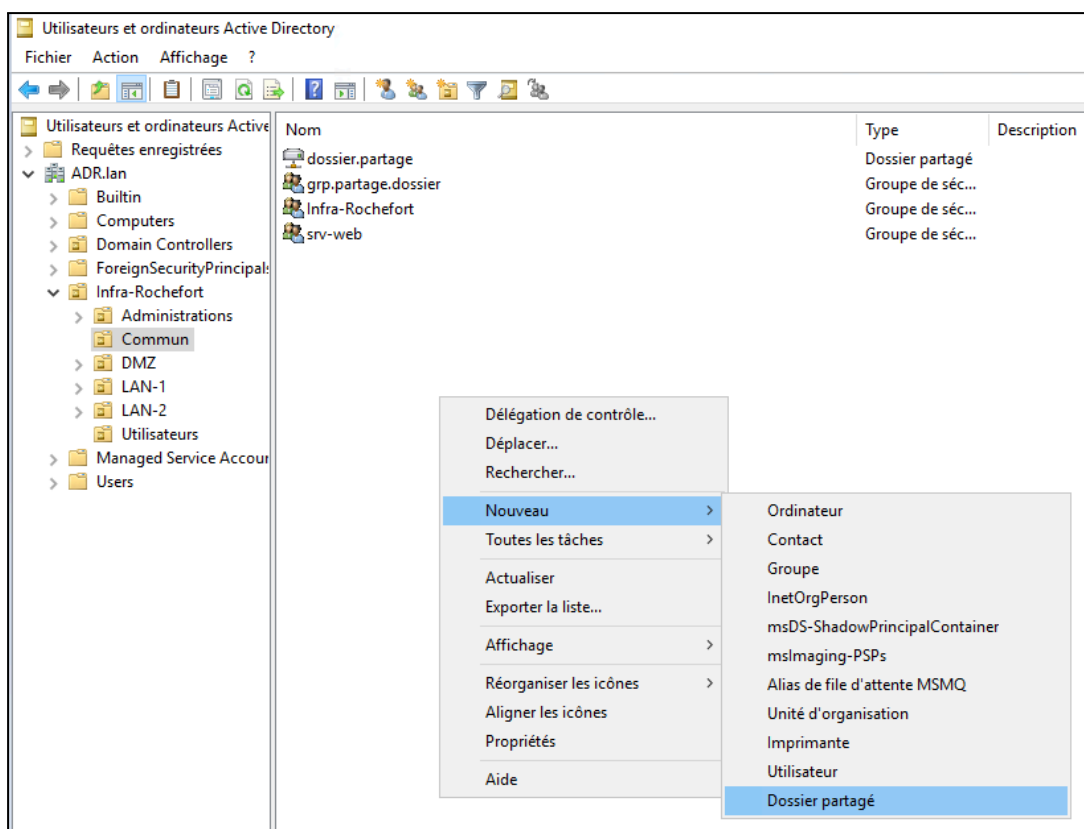 Utilisateurs et ordinateurs Active Directory
Fichier Action Affichage ?
Utilisateurs et ordinateurs Active
Requêtes enregistrées
ADR.lan
Builtin
Computers
Domain Controllers
ForeignSecurityPrincipals
Infra-Rochefort
Administrations
Commun
DMZ
LAN-1
LAN-2
Utilisateurs
Managed Service Accour
Users
Nom Type Description
dossier.partage Dossier partagé
grp.partage.dossier Groupe de séc...
Infra-Rochefort Groupe de séc...
srv-web Groupe de séc...
Délégation de contrôle...
Déplacer...
Rechercher...
Nouveau
Toutes les tâches
Actualiser
Exporter la liste...
Affichage
Réorganiser les icônes
Aligner les icônes
Propriétés
Aide
Ordinateur
Contact
Groupe
InetOrgPerson
msDS-ShadowPrincipalContainer
msImaging-PSPs
Alias de file d'attente MSMQ
Unité d'organisation
Imprimante
Utilisateur
Dossier partagé